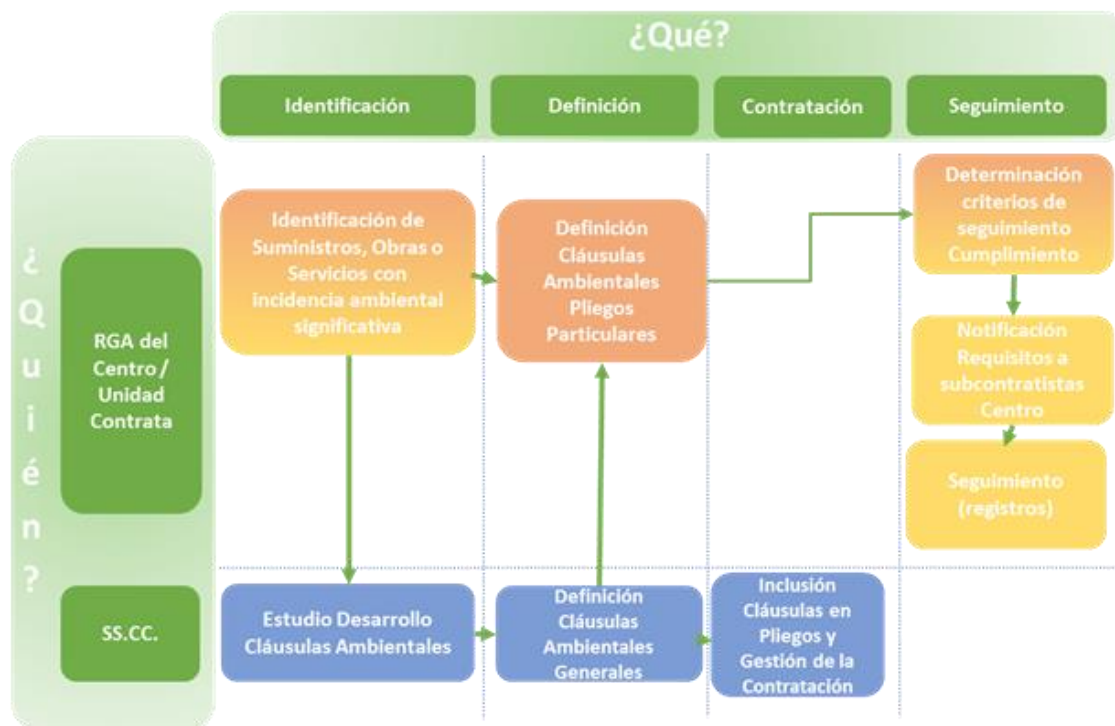 ¿Qué?
Identificación
Definición
Contratación
Seguimiento
¿Quién?
RGA del
Centro /
Unidad
Contrata
Identificación de
Suministros, Obras o
Servicios con
incidencia ambiental
significativa
Definición
Cláusulas
Ambientales
Pliegos
Particulares
Determinación
criterios de
seguimiento
Cumplimiento
Notificación
Requisitos a
subcontratistas
Centro
Seguimiento
(registros)
SS.CC.
Estudio Desarrollo
Cláusulas Ambientales
Definición
Cláusulas
Ambientales
Generales
Inclusión
Cláusulas en
Pliegos y
Gestión de la
Contratación